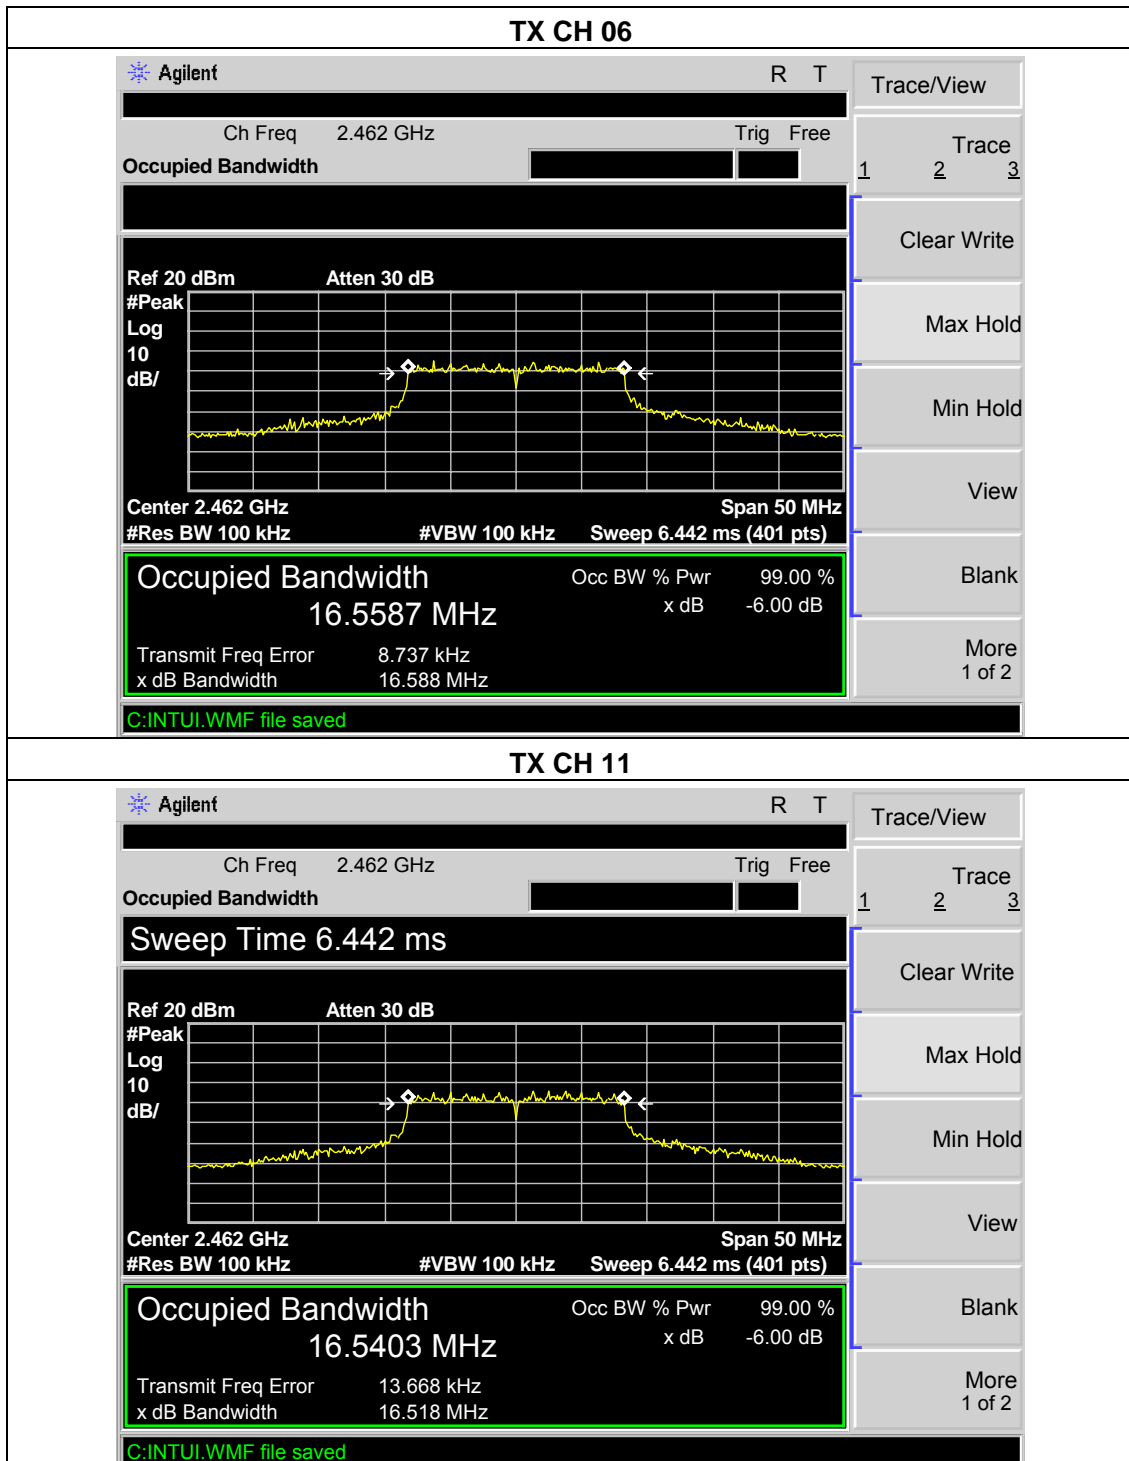 TX CH 06
Agilent R T
Trace/View
Ch Freq 2.462 GHz Trig Free
Occupied Bandwidth
Trace
1 2 3
Clear Write
Ref 20 dBm Atten 30 dB
#Peak
Log
10
dB/
Max Hold
Min Hold
View
Center 2.462 GHz Span 50 MHz
#Res BW 100 kHz #VBW 100 kHz Sweep 6.442 ms (401 pts)
Occupied Bandwidth Occ BW % Pwr 99.00 %
16.5587 MHz x dB -6.00 dB
Blank
Transmit Freq Error 8.737 kHz
x dB Bandwidth 16.588 MHz
More
1 of 2
C:INTUI.WMF file saved
TX CH 11
Agilent R T
Trace/View
Ch Freq 2.462 GHz Trig Free
Occupied Bandwidth
Trace
1 2 3
Sweep Time 6.442 ms
Clear Write
Ref 20 dBm Atten 30 dB
#Peak
Log
10
dB/
Max Hold
Min Hold
View
Center 2.462 GHz Span 50 MHz
#Res BW 100 kHz #VBW 100 kHz Sweep 6.442 ms (401 pts)
Occupied Bandwidth Occ BW % Pwr 99.00 %
16.5403 MHz x dB -6.00 dB
Blank
Transmit Freq Error 13.668 kHz
x dB Bandwidth 16.518 MHz
More
1 of 2
C:INTUI.WMF file saved